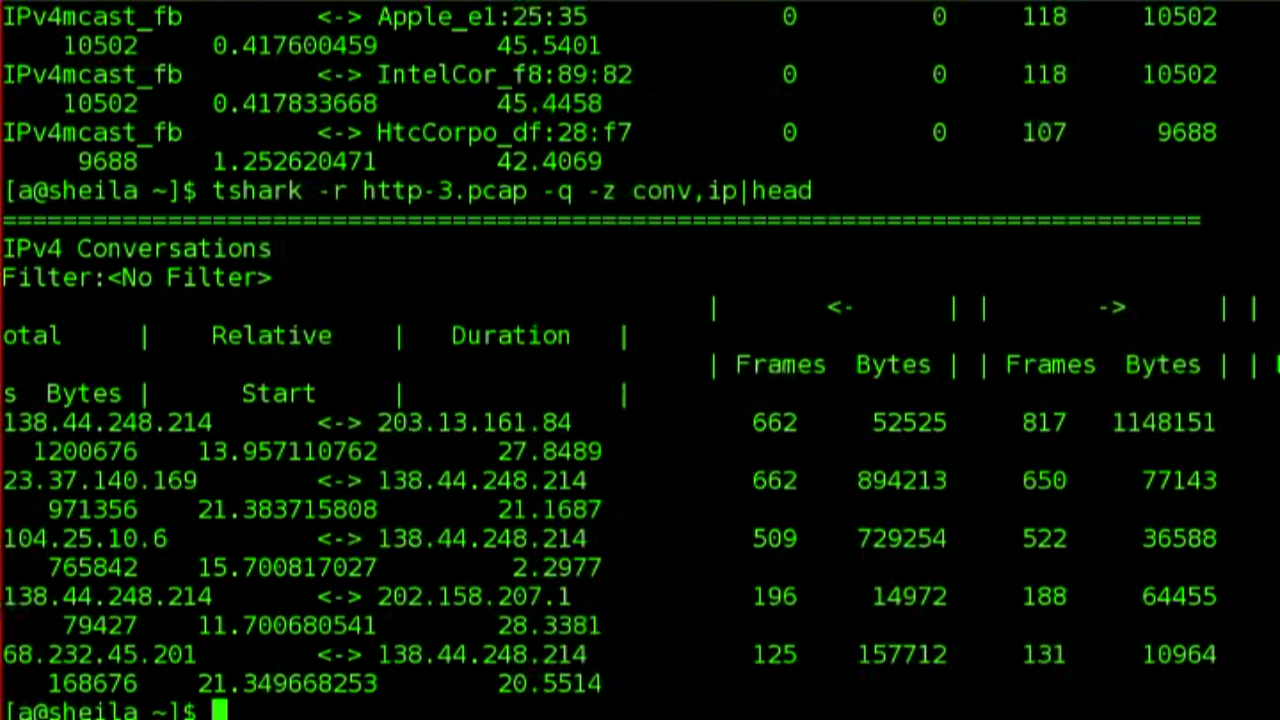 IPv4mcast_fb         <-> Apple_e1:25:35             0         0     118     10502
    10502     0.417600459        45.5401
IPv4mcast_fb         <-> IntelCor_f8:89:82          0         0     118     10502
    10502     0.417833668        45.4458
IPv4mcast_fb         <-> HtcCorpo_df:28:f7          0         0     107      9688
     9688     1.252620471        42.4069
[a@sheila ~]$ tshark -r http-3.pcap -q -z conv,ip|head
================================================================================
IPv4 Conversations
Filter:<No Filter>
                                               |       <-      | |       ->      | |
otal     |    Relative    |   Duration   |
                                               | Frames  Bytes | | Frames  Bytes | |
s  Bytes |      Start     |              |
138.44.248.214       <-> 203.13.161.84            662     52525     817   1148151
  1200676    13.957110762        27.8489
23.37.140.169        <-> 138.44.248.214           662    894213     650     77143
   971356    21.383715808        21.1687
104.25.10.6          <-> 138.44.248.214           509    729254     522     36588
   765842    15.700817027         2.2977
138.44.248.214       <-> 202.158.207.1            196     14972     188     64455
    79427    11.700680541        28.3381
68.232.45.201        <-> 138.44.248.214           125    157712     131     10964
   168676    21.349668253        20.5514
[a@sheila ~]$